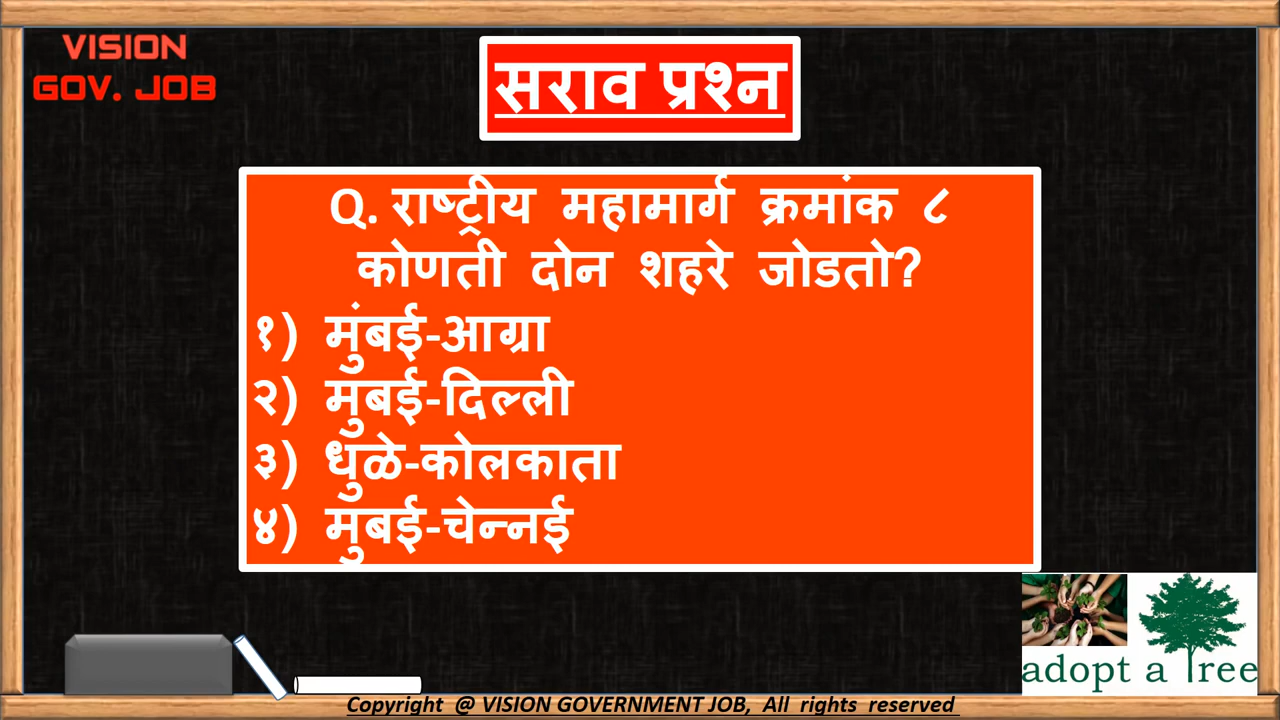 VISION
GOV. JOB
सराव प्रश्न
Q. राष्ट्रीय महामार्ग क्रमांक ८
कोणती दोन शहरे जोडतो?
१) मुंबई-आग्रा
२) मुबई-दिल्ली
३) धुळे-कोलकाता
४) मुबई-चेन्नई
adopt a Tree
Copyright @ VISION GOVERNMENT JOB, All rights reserved